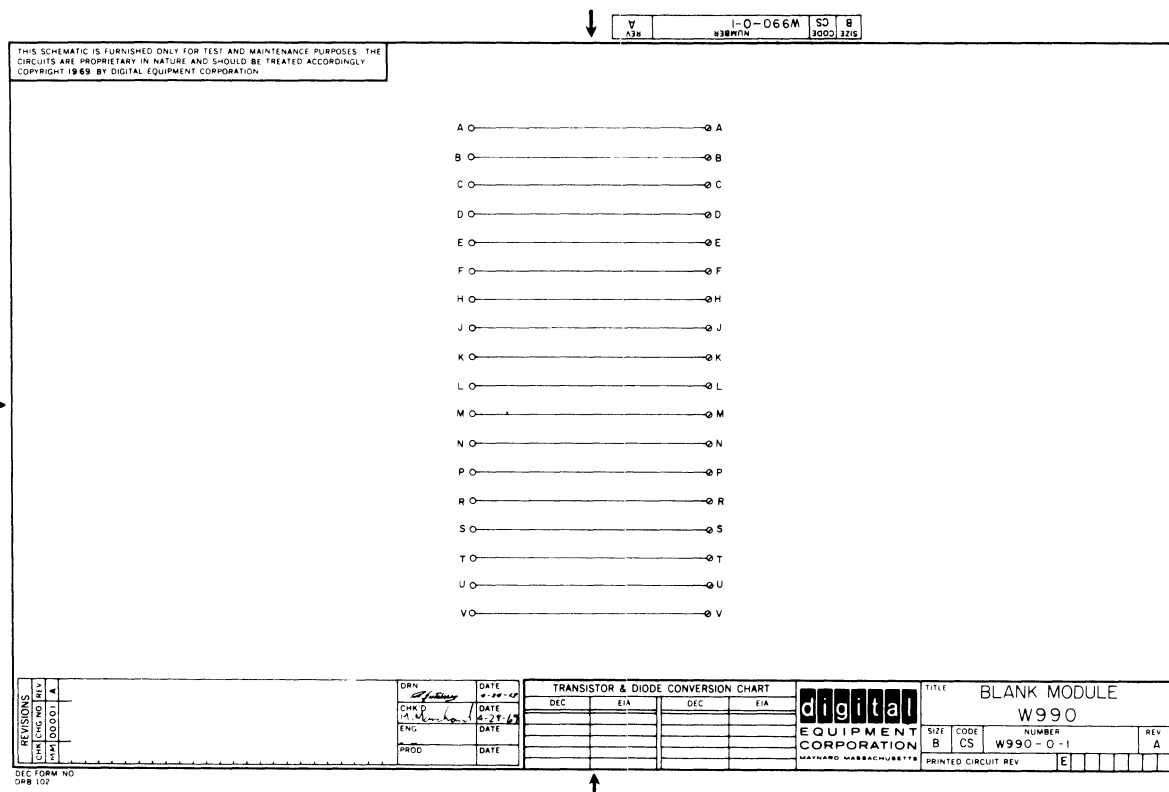 SIZE CODE NUMBER REV
B CS W990-0-1 A
THIS SCHEMATIC IS FURNISHED ONLY FOR TEST AND MAINTENANCE PURPOSES THE
CIRCUITS ARE PROPRIETARY IN NATURE AND SHOULD BE TREATED ACCORDINGLY
COPYRIGHT 1969 BY DIGITAL EQUIPMENT CORPORATION
A A
B B
C C
D D
E E
F F
H H
J J
K K
L L
M M
N N
P P
R R
S S
T T
U U
V V
REVISIONS
CHK CHG NO REV
MM 00001 A
DRN DATE
CHK'D DATE
4-29-69
ENG DATE
PROD DATE
TRANSISTOR & DIODE CONVERSION CHART
DEC EIA DEC EIA
digital
EQUIPMENT
CORPORATION
MAYNARD MASSACHUSETTS
TITLE
BLANK MODULE
W990
SIZE CODE NUMBER REV
B CS W990-0-1 A
PRINTED CIRCUIT REV E
DEC FORM NO
DRB 102